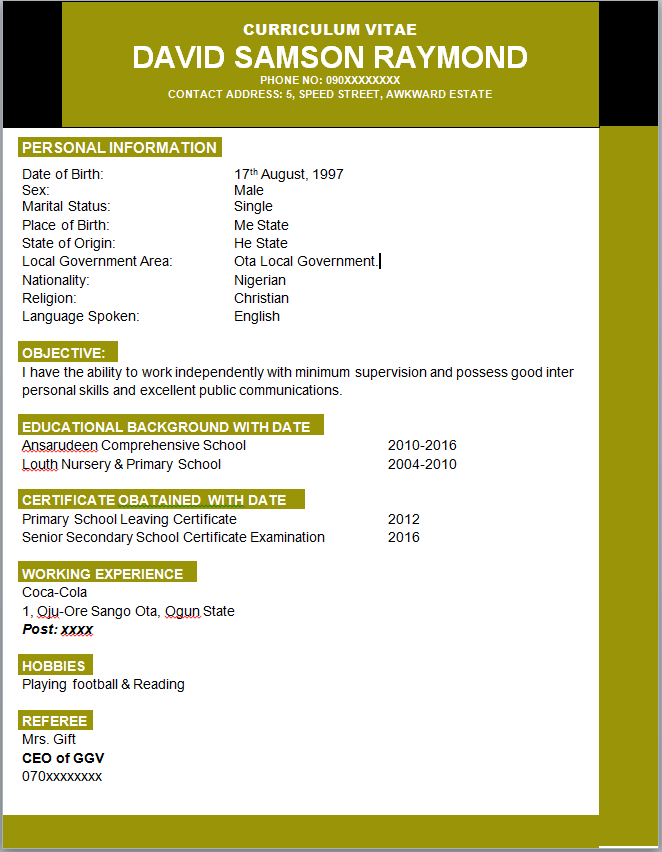 CURRICULUM VITAE
DAVID SAMSON RAYMOND
PHONE NO: 090XXXXXXXX
CONTACT ADDRESS: 5, SPEED STREET, AWKWARD ESTATE
PERSONAL INFORMATION
Date of Birth: 17th August, 1997
Sex: Male
Marital Status: Single
Place of Birth: Me State
State of Origin: He State
Local Government Area: Ota Local Government.
Nationality: Nigerian
Religion: Christian
Language Spoken: English
OBJECTIVE:
I have the ability to work independently with minimum supervision and possess good inter
personal skills and excellent public communications.
EDUCATIONAL BACKGROUND WITH DATE
Ansarudeen Comprehensive School 2010-2016
Louth Nursery & Primary School 2004-2010
CERTIFICATE OBATAINED WITH DATE
Primary School Leaving Certificate 2012
Senior Secondary School Certificate Examination 2016
WORKING EXPERIENCE
Coca-Cola
1, Oju-Ore Sango Ota, Ogun State
Post: xxxx
HOBBIES
Playing football & Reading
REFEREE
Mrs. Gift
CEO of GGV
070xxxxxxxx